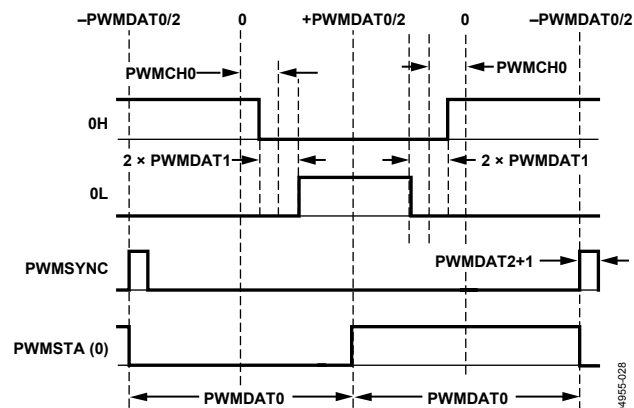 –PWMDAT0/2 0 +PWMDAT0/2 0 –PWMDAT0/2
PWMCH0 PWMCH0
0H
2 × PWMDAT1 2 × PWMDAT1
0L
PWMSYNC PWMDAT2+1
PWMSTA (0)
PWMDAT0 PWMDAT0
4955-028